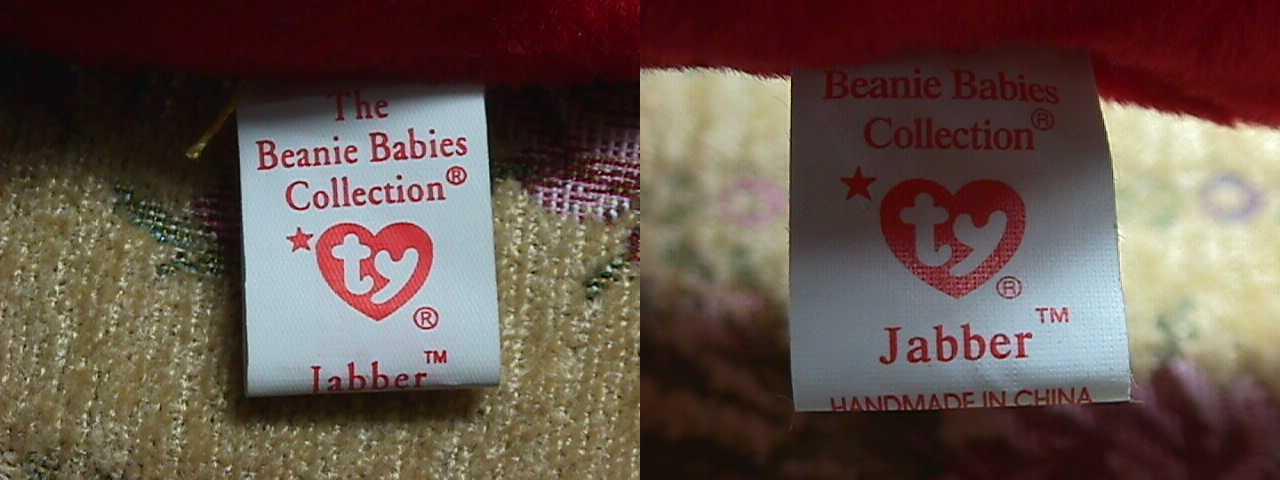 The
Beanie Babies
Collection®
ty
®
Jabber™
Beanie Babies
Collection®
ty
®
Jabber™
HANDMADE IN CHINA